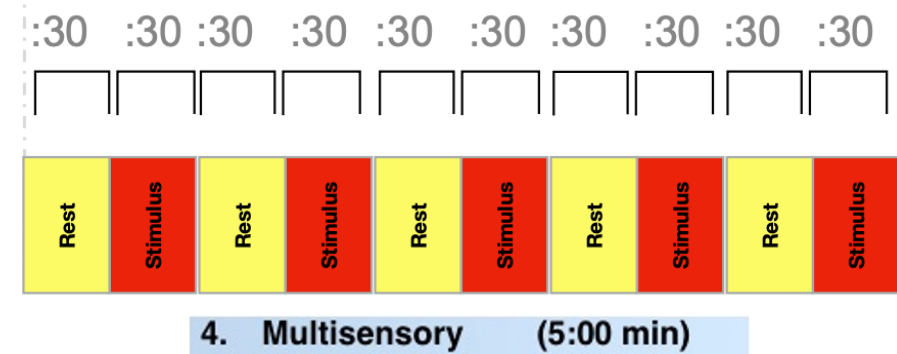 :30 :30 :30 :30 :30 :30 :30 :30 :30 :30
Rest Stimulus Rest Stimulus Rest Stimulus Rest Stimulus Rest Stimulus
4. Multisensory (5:00 min)